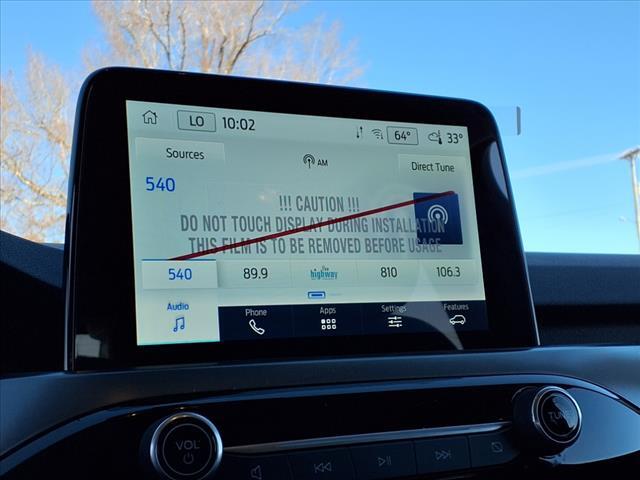 LO 10:02 64° 33°
Sources AM Direct Tune
540
!!! CAUTION !!!
DO NOT TOUCH DISPLAY DURING INSTALLATION
THIS FILM IS TO BE REMOVED BEFORE USAGE
540 89.9 the highway 810 106.3
Audio Phone Apps Settings Features
VOL TUNE